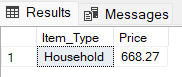 Results Messages
Item_Type Price
1 Household 668.27